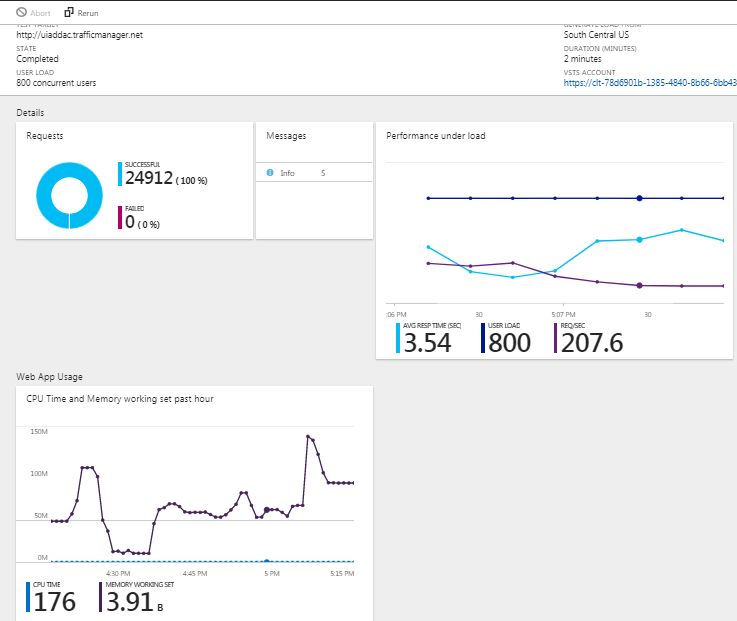 Abort Rerun
http://uiaddac.trafficmanager.net
South Central US
STATE
DURATION (MINUTES)
Completed
2 minutes
USER LOAD
VSTS ACCOUNT
800 concurrent users
https://clt-78d6901b-1385-4840-8b66-6bb43
Details
Requests
SUCCESSFUL
24912 (100 %)
FAILED
0 (0 %)
Messages
Info 5
Performance under load
:06 PM 30 5:07 PM 30
AVG RESP TIME (SEC) USER LOAD REQ/SEC
3.54 800 207.6
Web App Usage
CPU Time and Memory working set past hour
150M
100M
50M
0M
4:30 PM 4:45 PM 5 PM 5:15 PM
CPU TIME MEMORY WORKING SET
176 3.91 B